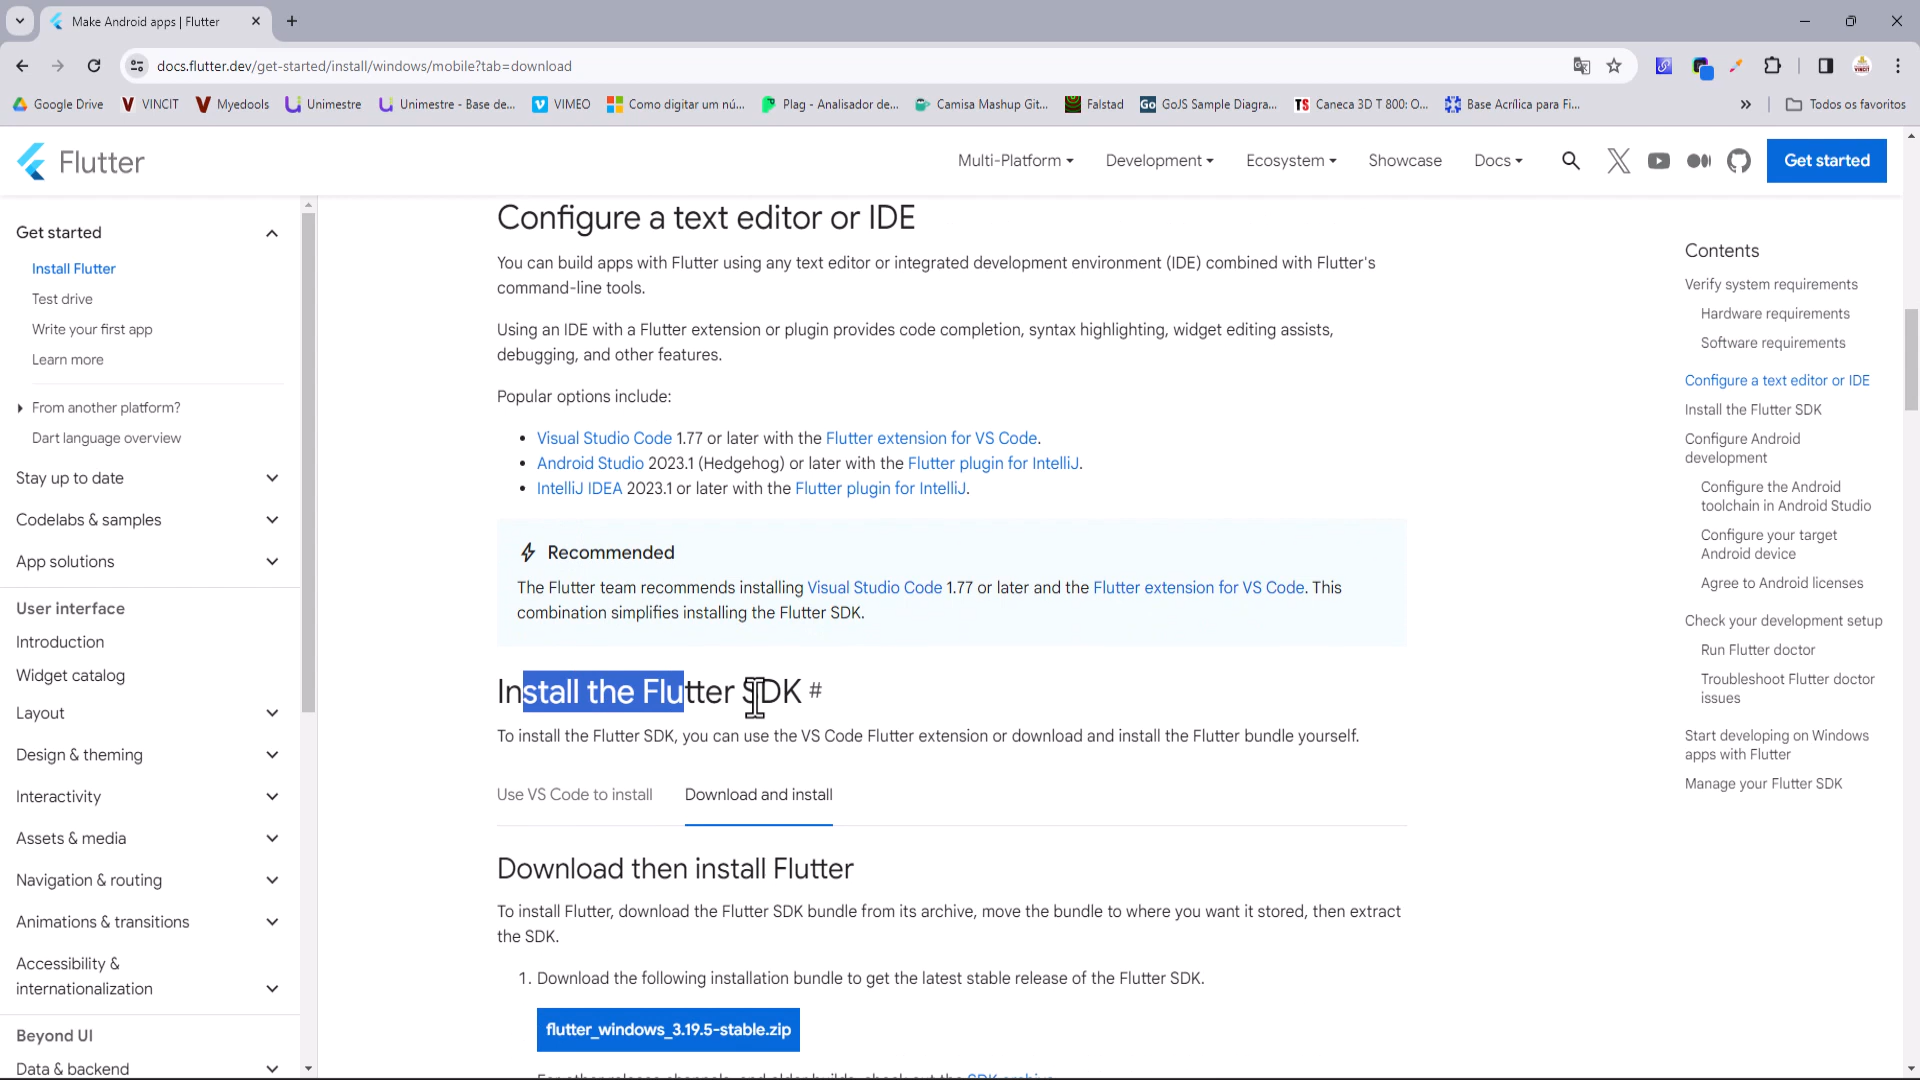 Make Android apps | Flutter
docs.flutter.dev/get-started/install/windows/mobile?tab=download
Google Drive
VINCIT
Myedools
Unimestre
Unimestre - Base de...
VIMEO
Como digitar um nú...
Plag - Analisador de...
Camisa Mashup Git...
Falstad
GoJS Sample Diagra...
Caneca 3D T 800: O...
Base Acrílica para Fi...
Todos os favoritos
Flutter
Multi-Platform
Development
Ecosystem
Showcase
Docs
Get started
Get started
Install Flutter
Test drive
Write your first app
Learn more
From another platform?
Dart language overview
Stay up to date
Codelabs & samples
App solutions
User interface
Introduction
Widget catalog
Layout
Design & theming
Interactivity
Assets & media
Navigation & routing
Animations & transitions
Accessibility &
internationalization
Beyond UI
Data & backend
Configure a text editor or IDE
You can build apps with Flutter using any text editor or integrated development environment (IDE) combined with Flutter's
command-line tools.
Using an IDE with a Flutter extension or plugin provides code completion, syntax highlighting, widget editing assists,
debugging, and other features.
Popular options include:
• Visual Studio Code 1.77 or later with the Flutter extension for VS Code.
• Android Studio 2023.1 (Hedgehog) or later with the Flutter plugin for IntelliJ.
• IntelliJ IDEA 2023.1 or later with the Flutter plugin for IntelliJ.
Recommended
The Flutter team recommends installing Visual Studio Code 1.77 or later and the Flutter extension for VS Code. This
combination simplifies installing the Flutter SDK.
Install the Flutter SDK #
To install the Flutter SDK, you can use the VS Code Flutter extension or download and install the Flutter bundle yourself.
Use VS Code to install
Download and install
Download then install Flutter
To install Flutter, download the Flutter SDK bundle from its archive, move the bundle to where you want it stored, then extract
the SDK.
1. Download the following installation bundle to get the latest stable release of the Flutter SDK.
flutter_windows_3.19.5-stable.zip
For other release channels, and older builds, check out the SDK archive.
Contents
Verify system requirements
Hardware requirements
Software requirements
Configure a text editor or IDE
Install the Flutter SDK
Configure Android
development
Configure the Android
toolchain in Android Studio
Configure your target
Android device
Agree to Android licenses
Check your development setup
Run Flutter doctor
Troubleshoot Flutter doctor
issues
Start developing on Windows
apps with Flutter
Manage your Flutter SDK